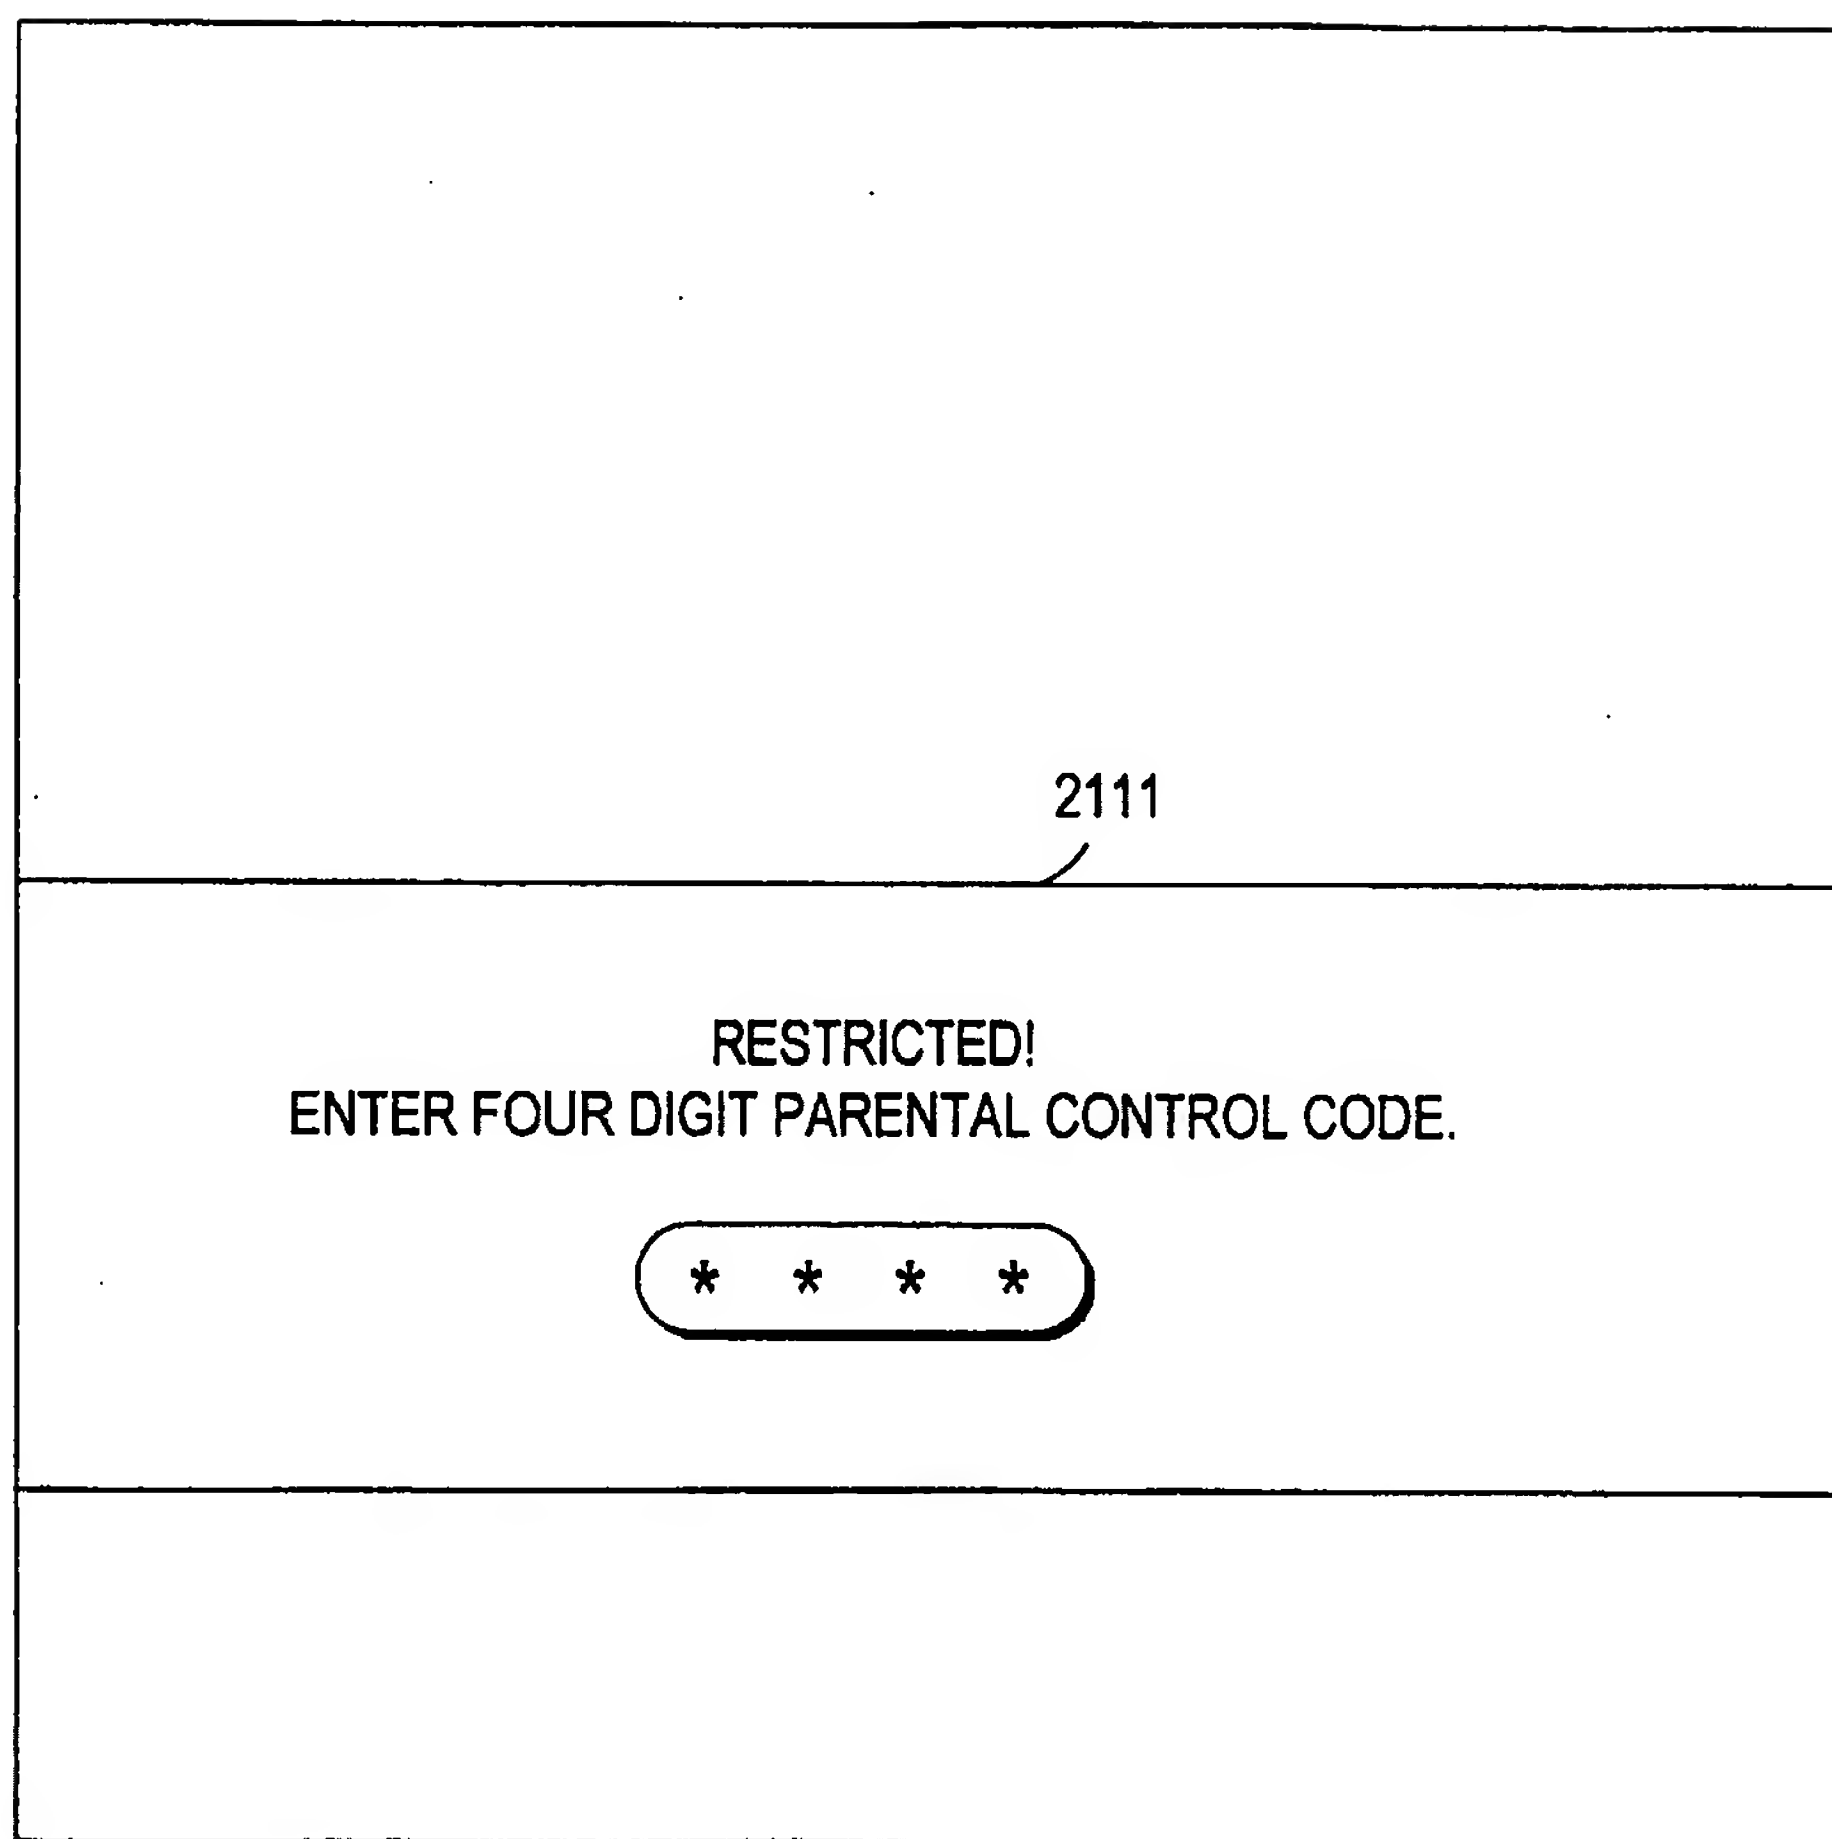 2111
RESTRICTED!
ENTER FOUR DIGIT PARENTAL CONTROL CODE.
* * * *